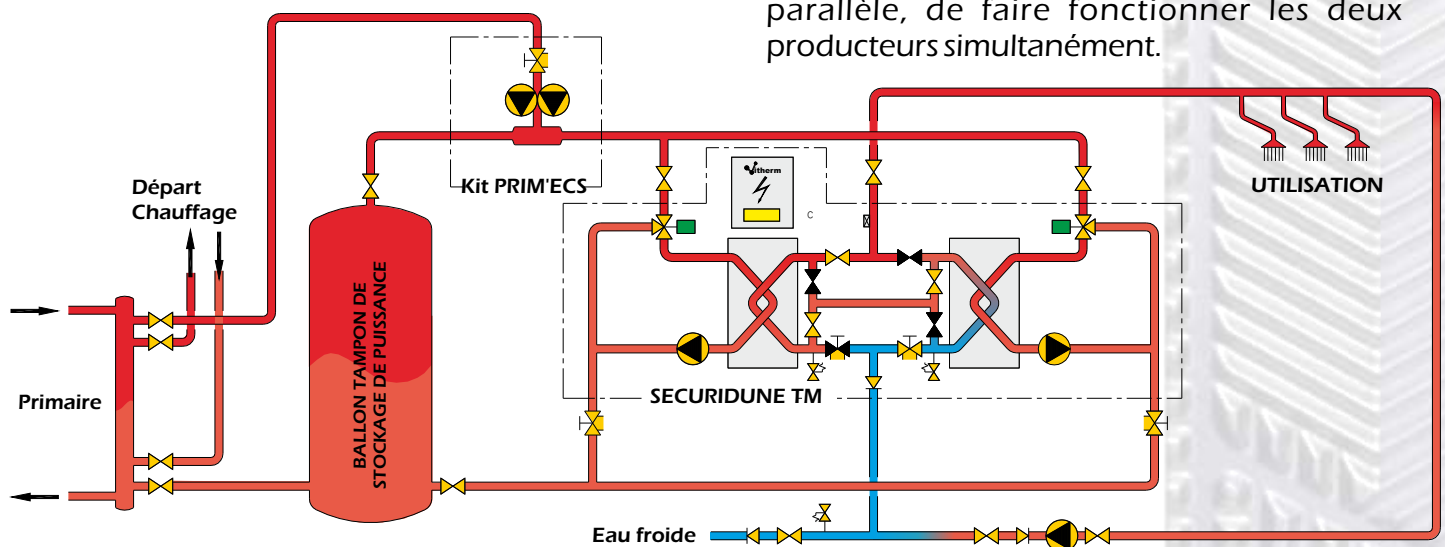 parallèle, de faire fonctionner les deux
producteurs simultanément.
Kit PRIM'ECS
Départ
Chauffage
Vitherm
C
UTILISATION
BALLON TAMPON DE
STOCKAGE DE PUISSANCE
Primaire
SECURIDUNE TM
Eau froide